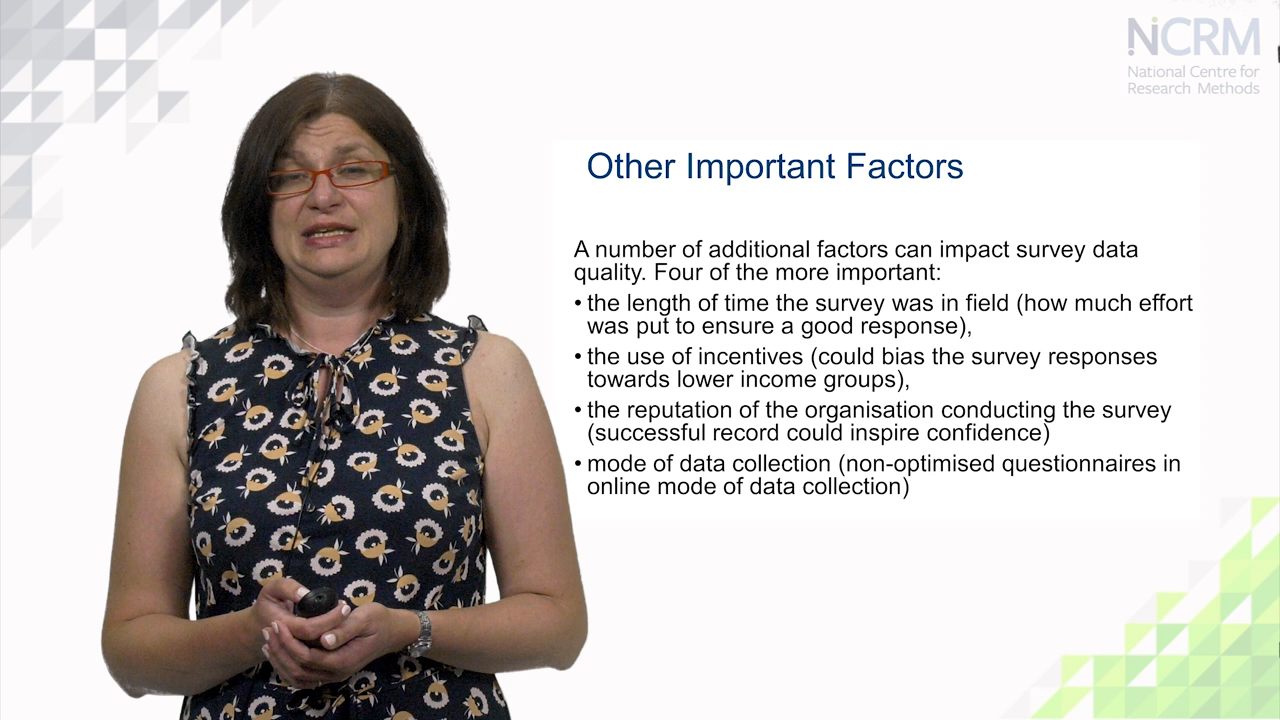 NCRM
National Centre for
Research Methods
Other Important Factors
A number of additional factors can impact survey data
quality. Four of the more important:
• the length of time the survey was in field (how much effort
was put to ensure a good response),
• the use of incentives (could bias the survey responses
towards lower income groups),
• the reputation of the organisation conducting the survey
(successful record could inspire confidence)
• mode of data collection (non-optimised questionnaires in
online mode of data collection)